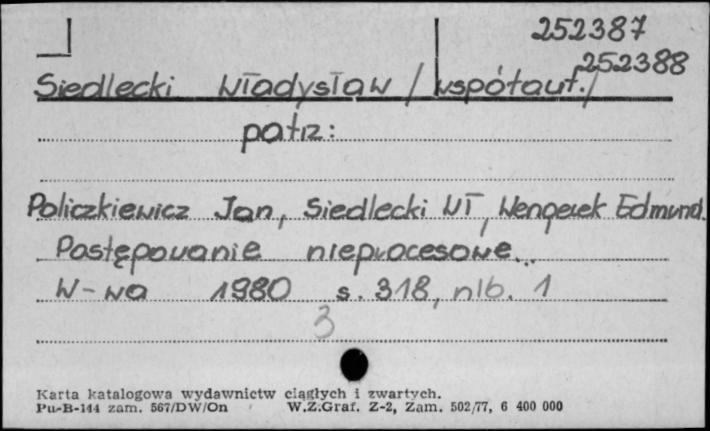 252387
252388
Siedlecki Władysław /współaut./
patrz:
Policzkiewicz Jan, Siedlecki Wł, Wengerek Edmund.
Postępowanie nieprocesowe...
W-wa 1980 s. 318, nlb. 1
3
Karta katalogowa wydawnictw ciągłych i zwartych.
Pu-B-144 zam. 567/DW/On W.Z.Graf. Z-2, Zam. 502/77, 6 400 000